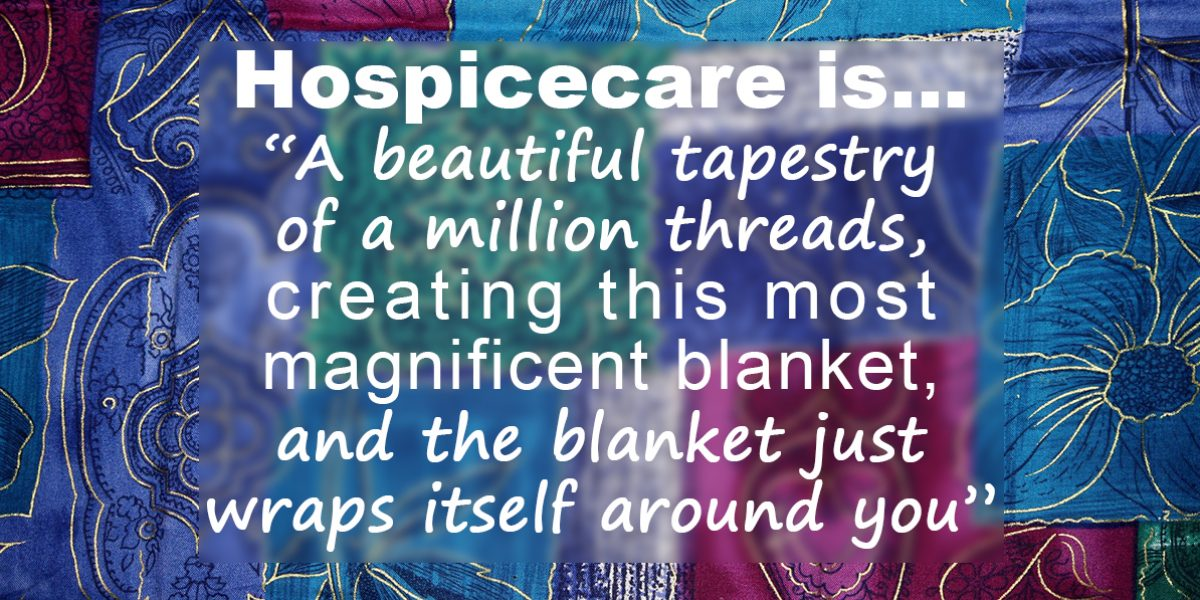 Hospicecare is...
“A beautiful tapestry
of a million threads,
creating this most
magnificent blanket,
and the blanket just
wraps itself around you”